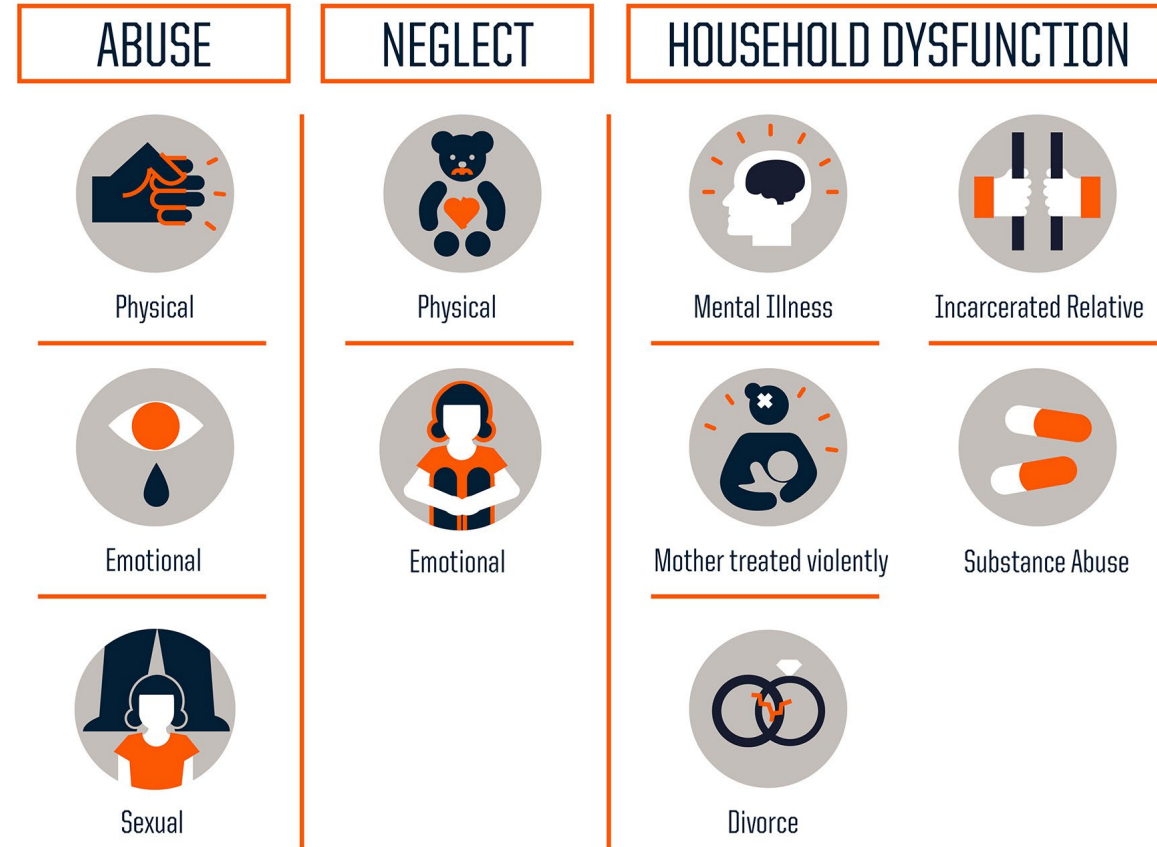 ABUSE
Physical
Emotional
Sexual
NEGLECT
Physical
Emotional
HOUSEHOLD DYSFUNCTION
Mental Illness
Incarcerated Relative
Mother treated violently
Substance Abuse
Divorce